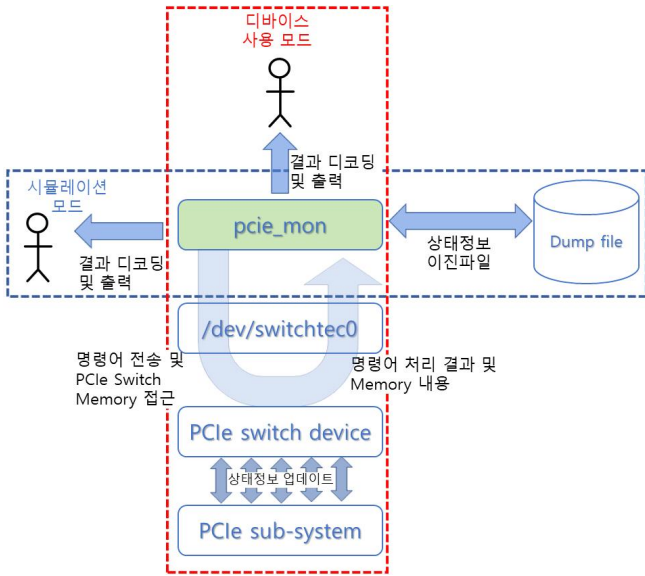 디바이스
사용 모드
결과 디코딩
및 출력
시뮬레이션
모드
pcie_mon
Dump file
상태정보
이진파일
결과 디코딩
및 출력
/dev/switchtec0
명령어 전송 및
PCIe Switch
Memory 접근
명령어 처리 결과 및
Memory 내용
PCIe switch device
상태정보 업데이트
PCIe sub-system